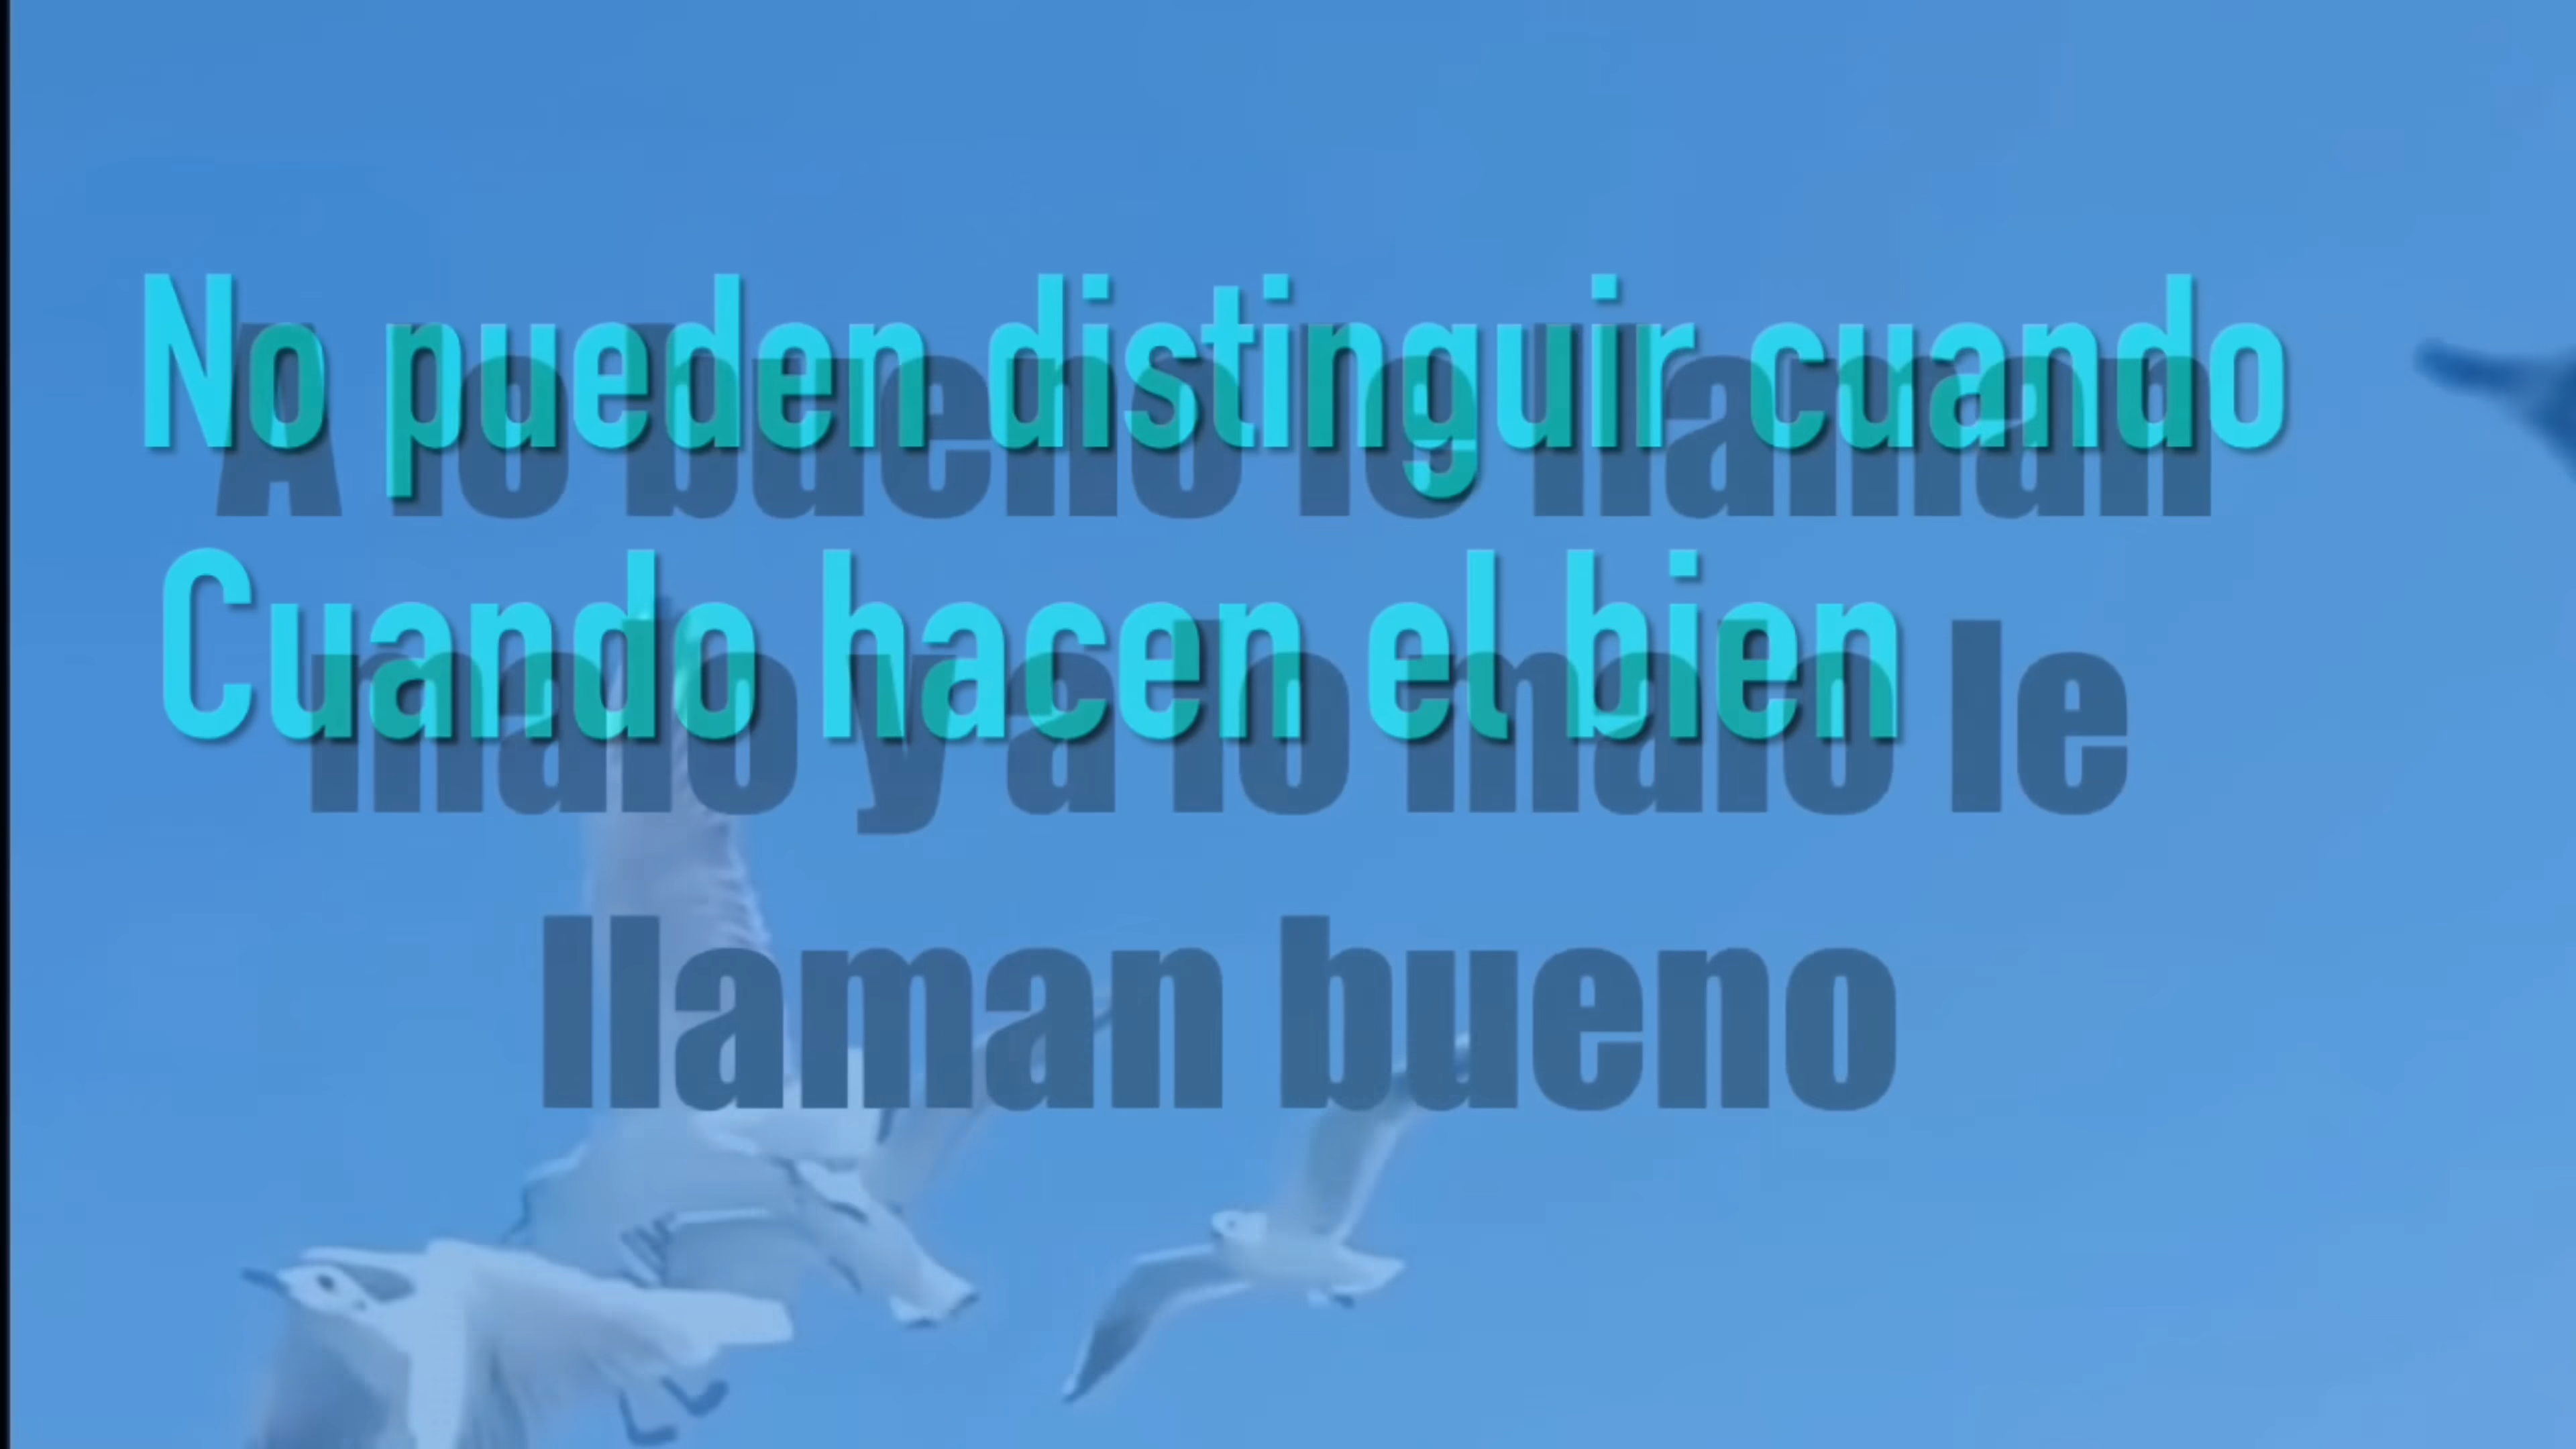 No pueden distinguir cuando
Cuando hacen el bien
A lo bueno le llaman
malo y a lo malo le
llaman bueno